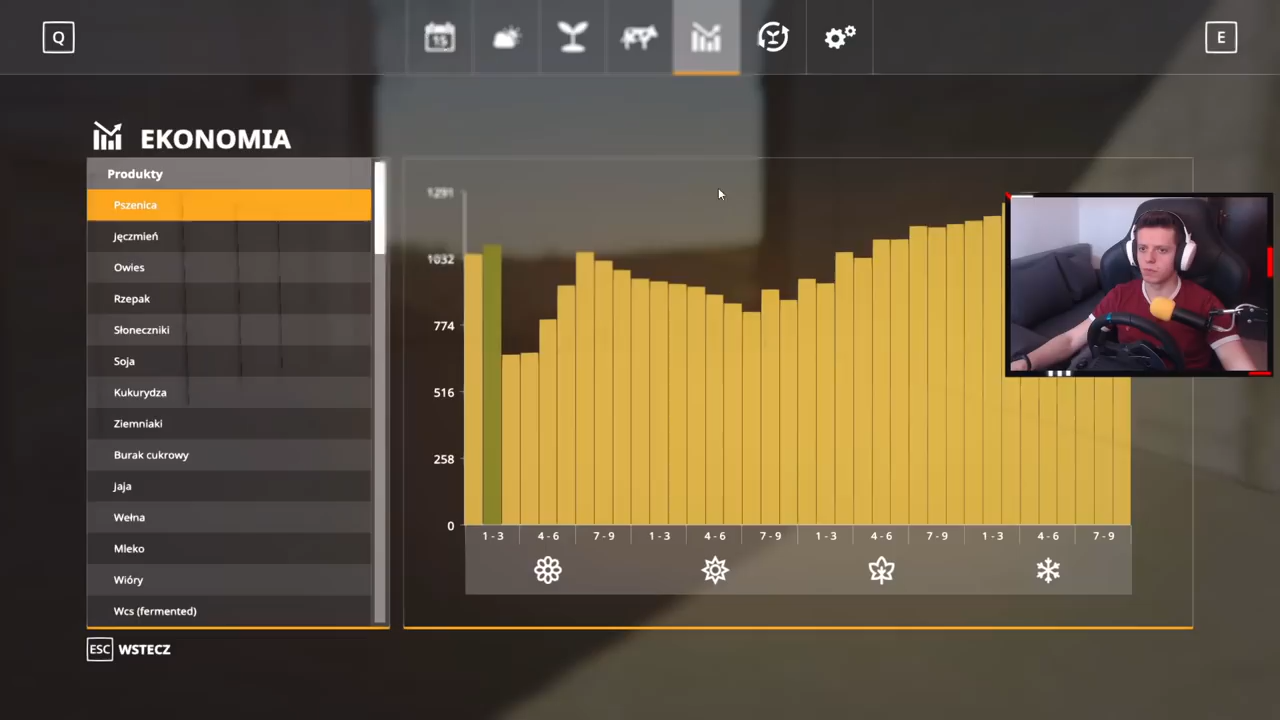 Q
15
E
EKONOMIA
Produkty
Pszenica
Jęczmień
Owies
Rzepak
Słoneczniki
Soja
Kukurydza
Ziemniaki
Burak cukrowy
Jaja
Wełna
Mleko
Wióry
Wcs (fermented)
1291
1032
774
516
258
0
1 - 3 4 - 6 7 - 9 1 - 3 4 - 6 7 - 9 1 - 3 4 - 6 7 - 9 1 - 3 4 - 6 7 - 9
ESC WSTECZ